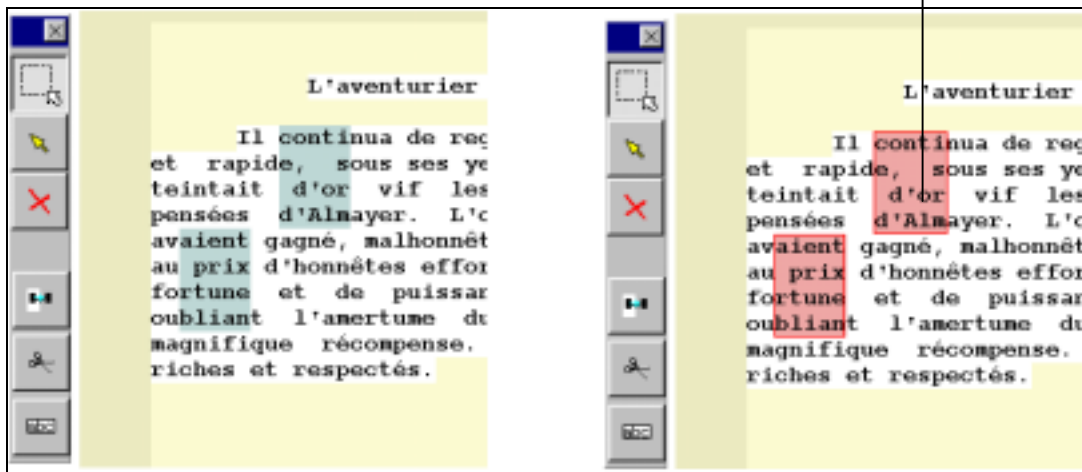 L'aventurier
Il continua de reg
et rapide, sous ses ye
teintait d'or vif les
pensées d'Almayer. L'o
avaient gagné, malhonnêt
au prix d'honnêtes effor
fortune et de puissan
oubliant l'amertume du
magnifique récompense.
riches et respectés.
abc
L'aventurier
Il continua de reg
et rapide, sous ses ye
teintait d'or vif les
pensées d'Almayer. L'o
avaient gagné, malhonnêt
au prix d'honnêtes effor
fortune et de puissan
oubliant l'amertume du
magnifique récompense.
riches et respectés.
abc